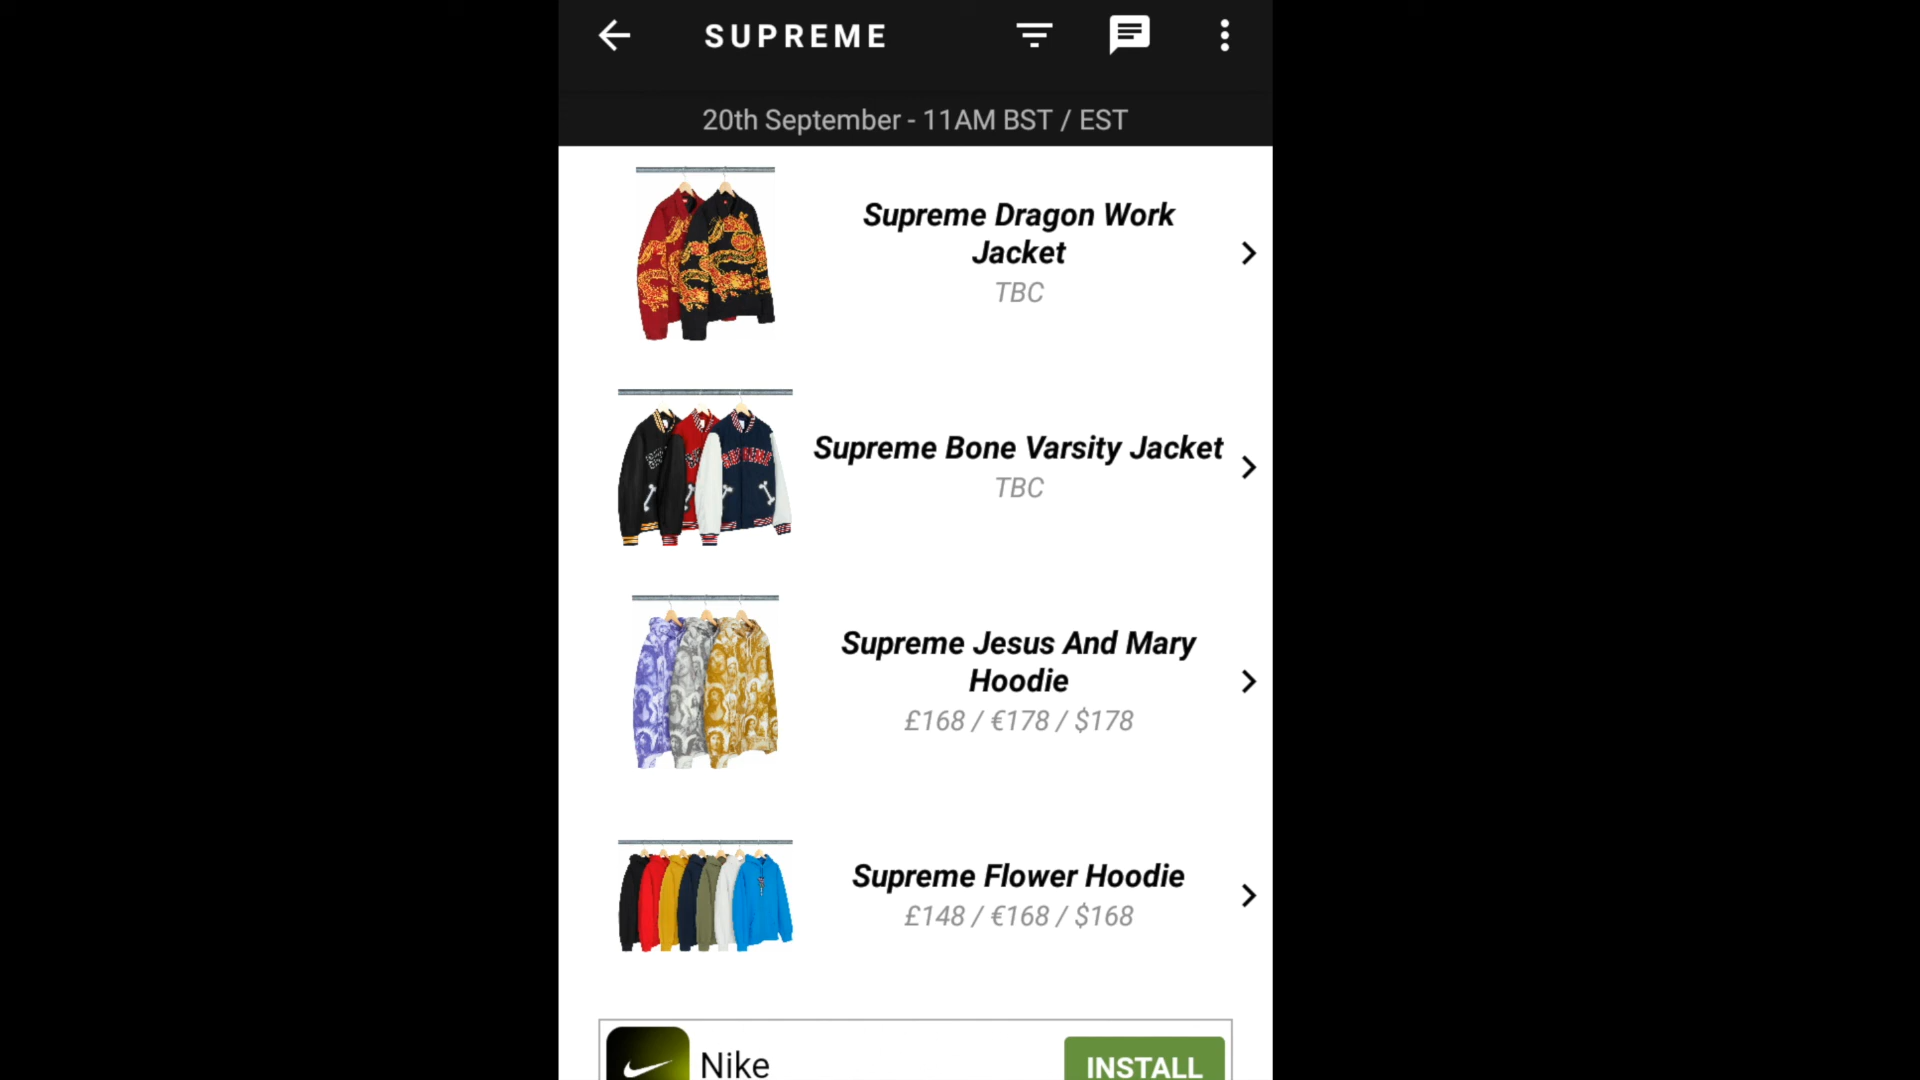 SUPREME
20th September - 11AM BST / EST
Supreme Dragon Work
Jacket
TBC
Supreme Bone Varsity Jacket
TBC
Supreme Jesus And Mary
Hoodie
£168 / €178 / $178
Supreme Flower Hoodie
£148 / €168 / $168
Nike
INSTALL